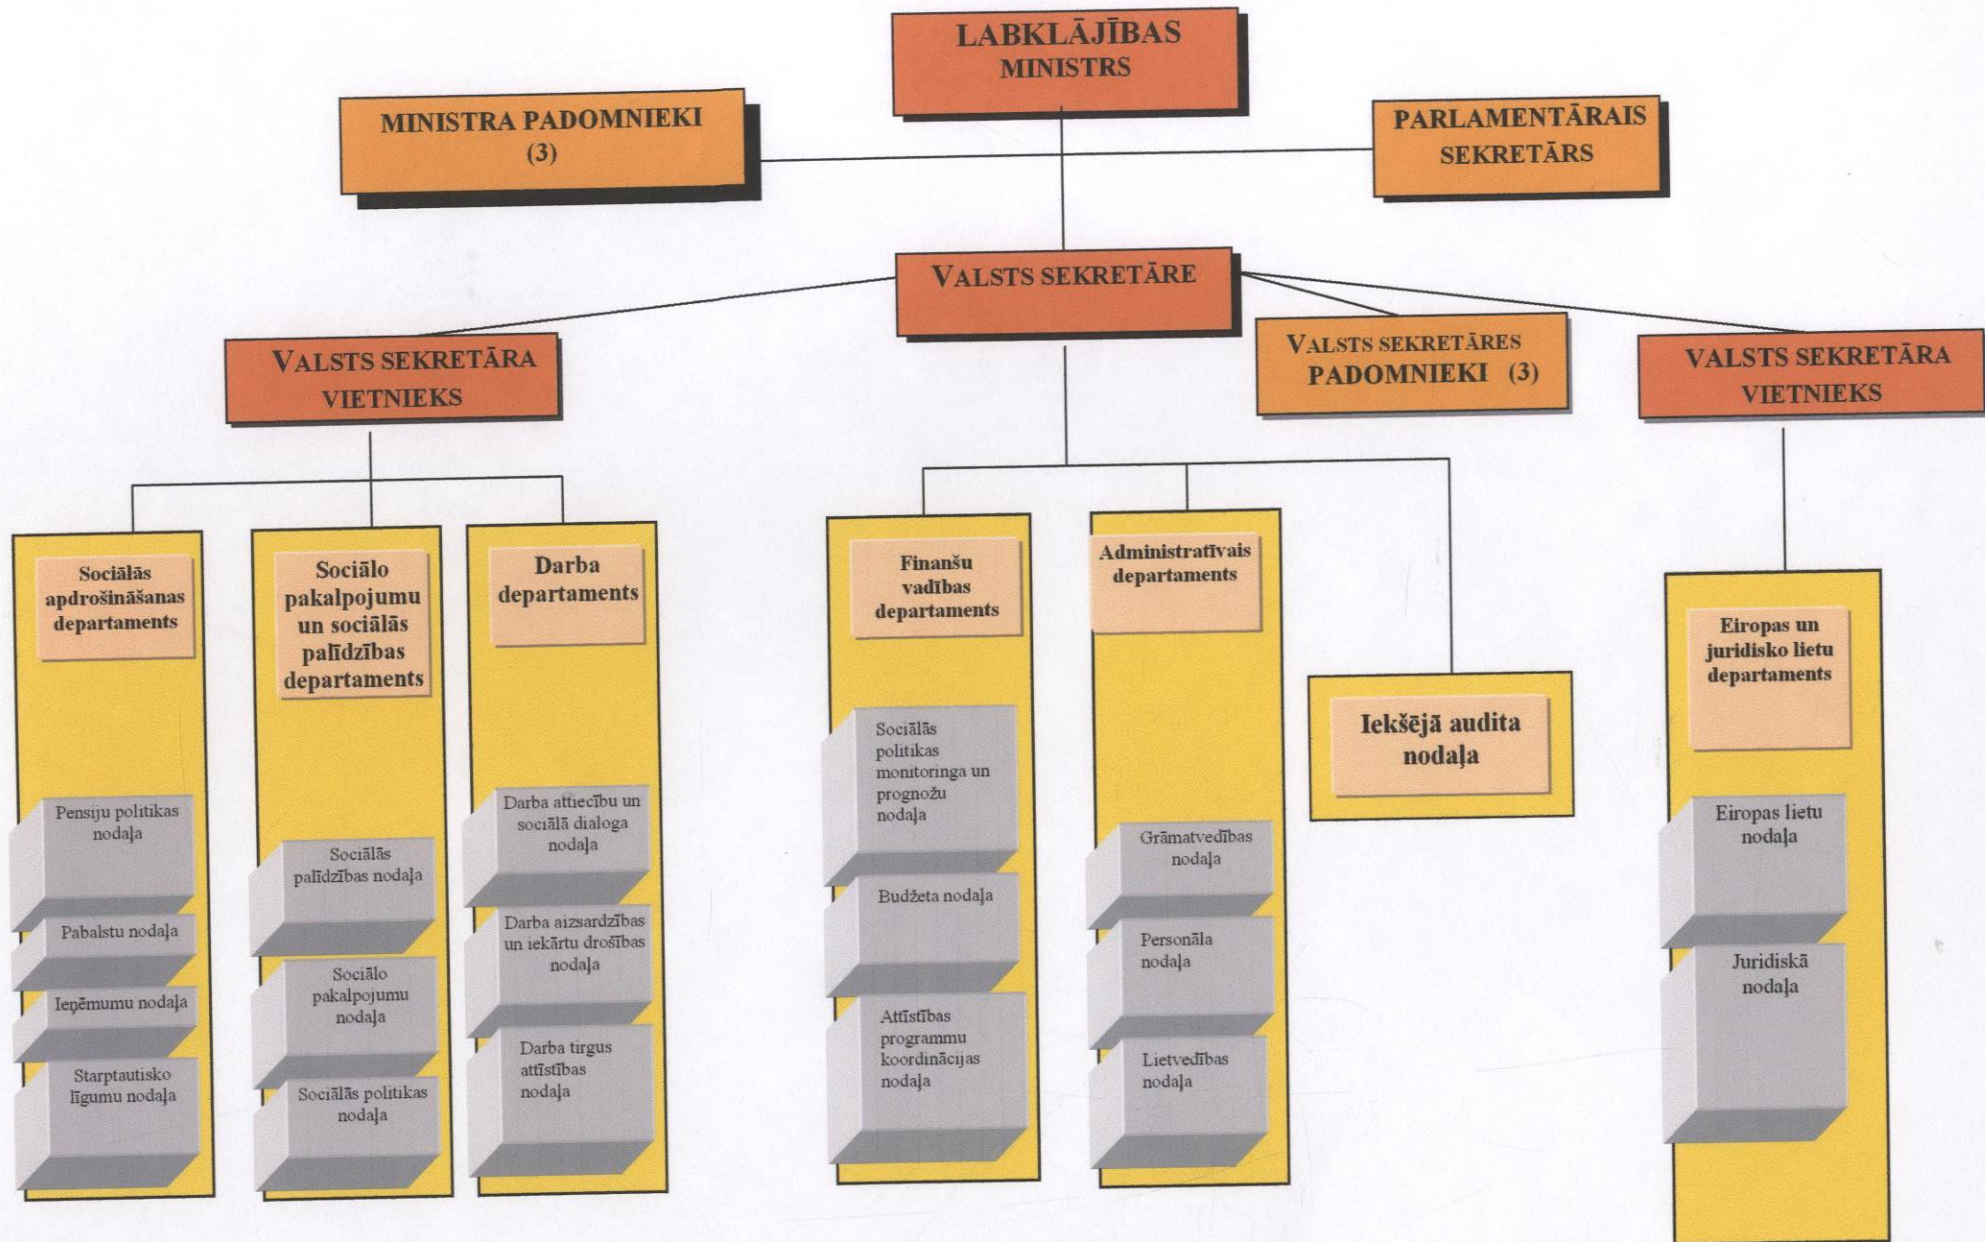 LABKLĀJĪBAS
MINISTRS
MINISTRA PADOMNIEKI
(3)
PARLAMENTĀRAIS
SEKRETĀRS
VALSTS SEKRETĀRE
VALSTS SEKRETĀRA
VIETNIEKS
VALSTS SEKRETĀRES
PADOMNIEKI (3)
VALSTS SEKRETĀRA
VIETNIEKS
Sociālās
apdrošināšanas
departaments
Pensiju politikas
nodaļa
Pabalstu nodaļa
Ieņēmumu nodaļa
Starptautisko
līgumu nodaļa
Sociālo
pakalpojumu
un sociālās
palīdzības
departaments
Sociālās
palīdzības nodaļa
Sociālo
pakalpojumu
nodaļa
Sociālās politikas
nodaļa
Darba
departaments
Darba attiecību un
sociālā dialoga
nodaļa
Darba aizsardzības
un iekārtu drošības
nodaļa
Darba tirgus
attīstības
nodaļa
Finanšu
vadības
departaments
Sociālās
politikas
monitoringa un
prognožu
nodaļa
Budžeta nodaļa
Attīstības
programmu
koordinācijas
nodaļa
Administratīvais
departaments
Grāmatvedības
nodaļa
Personāla
nodaļa
Lietvedības
nodaļa
Iekšējā audita
nodaļa
Eiropas un
juridisko lietu
departaments
Eiropas lietu
nodaļa
Juridiskā
nodaļa